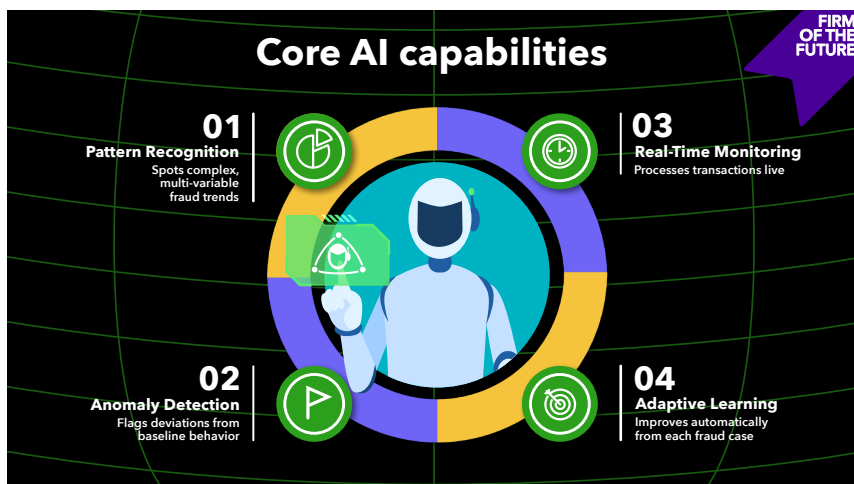 FIRM
OF THE
FUTURE
Core AI capabilities
01
Pattern Recognition
Spots complex,
multi-variable
fraud trends
02
Anomaly Detection
Flags deviations from
baseline behavior
03
Real-Time Monitoring
Processes transactions live
04
Adaptive Learning
Improves automatically
from each fraud case